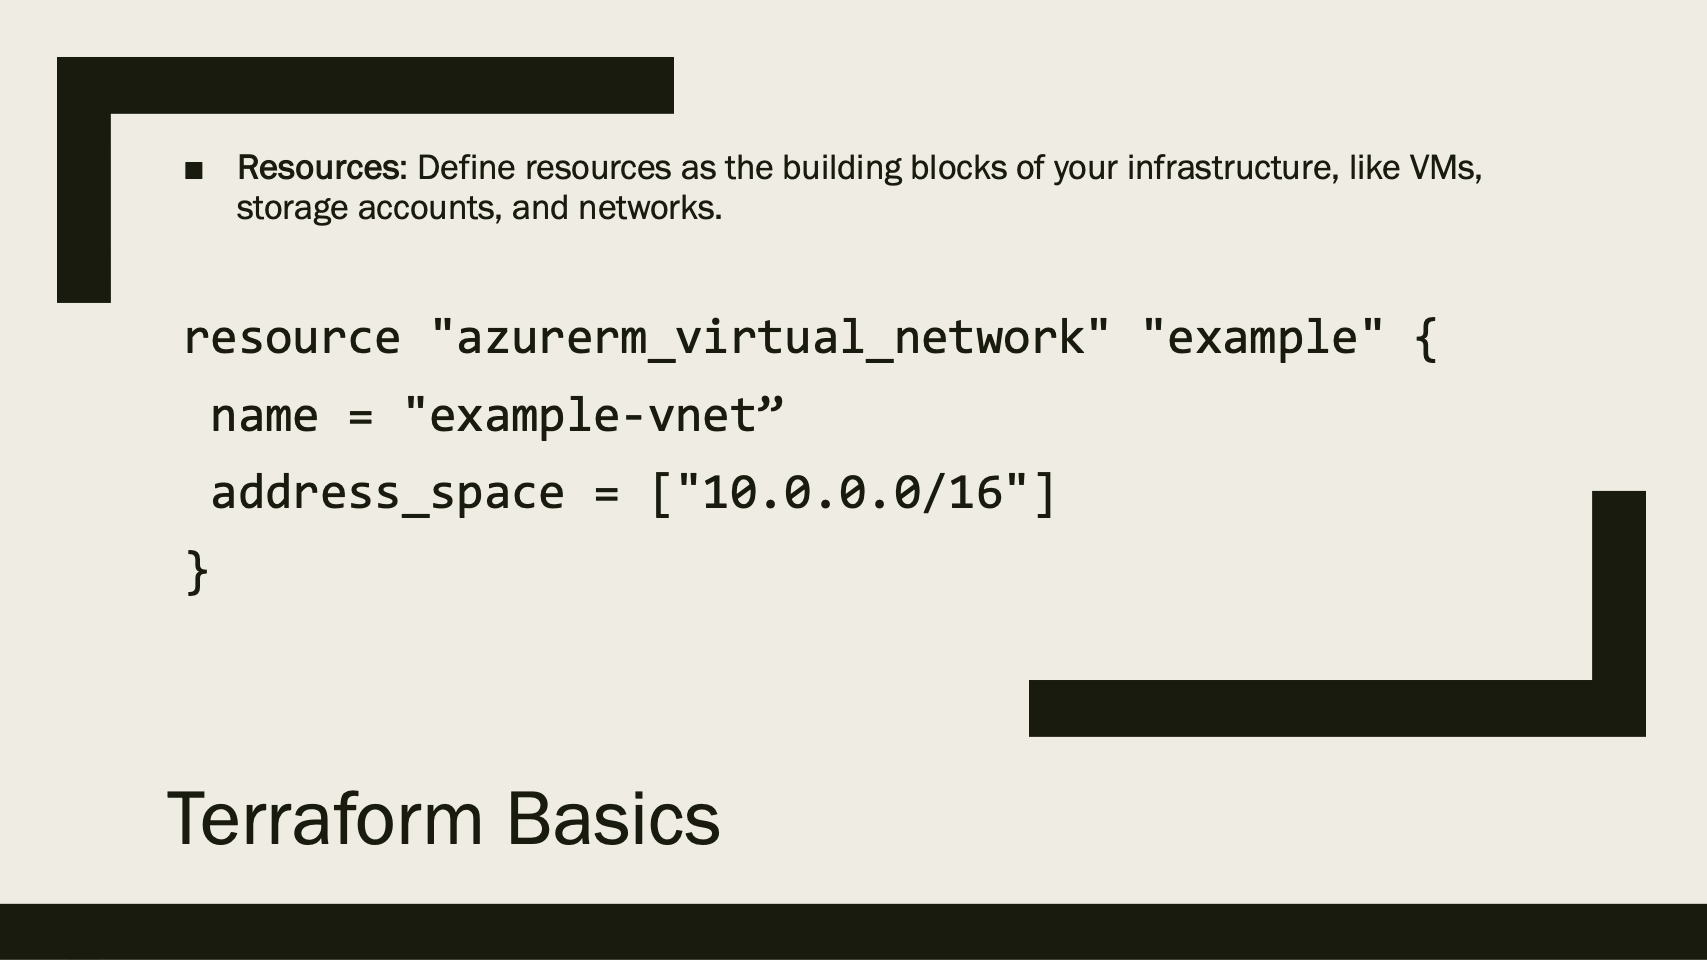 ■ Resources: Define resources as the building blocks of your infrastructure, like VMs,
storage accounts, and networks.
resource "azurerm_virtual_network" "example" {
 name = "example-vnet”
 address_space = ["10.0.0.0/16"]
}
Terraform Basics